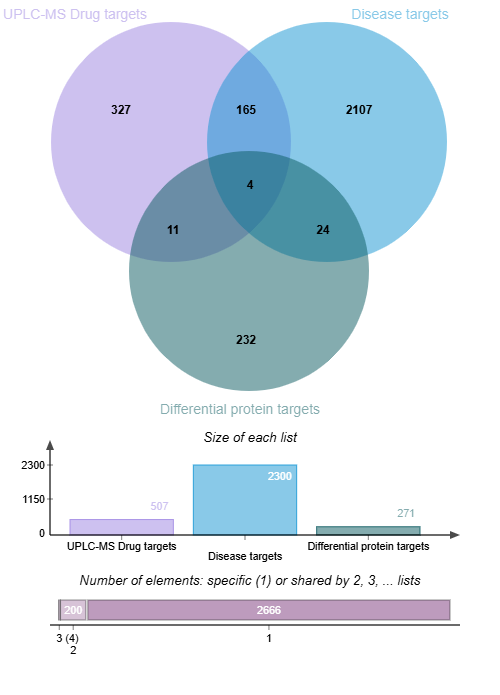 UPLC-MS Drug targets
Disease targets
327
165
2107
4
11
24
232
Differential protein targets
Size of each list
2300
1150
0
507
2300
271
UPLC-MS Drug targets
Disease targets
Differential protein targets
Number of elements: specific (1) or shared by 2, 3, ... lists
200
2666
3 (4)
2
1